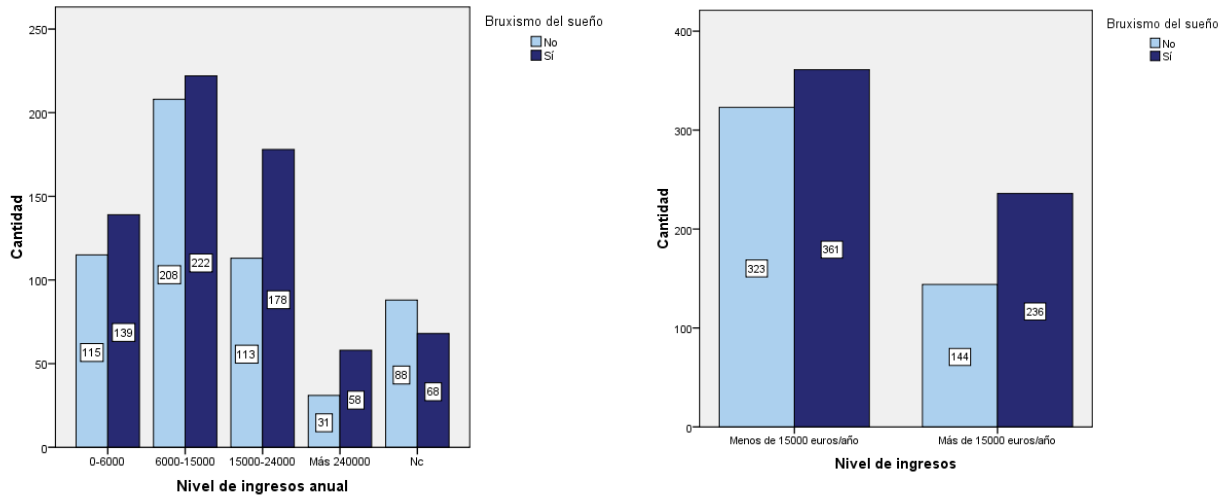 Bruxismo del sueño
No
Sí
Cantidad
250
200
150
100
50
0
115
139
208
222
113
178
31
58
88
68
0-6000
6000-15000
15000-24000
Más 240000
Nc
Nivel de ingresos anual
Bruxismo del sueño
No
Sí
Cantidad
400
300
200
100
0
323
361
144
236
Menos de 15000 euros/año
Más de 15000 euros/año
Nivel de ingresos